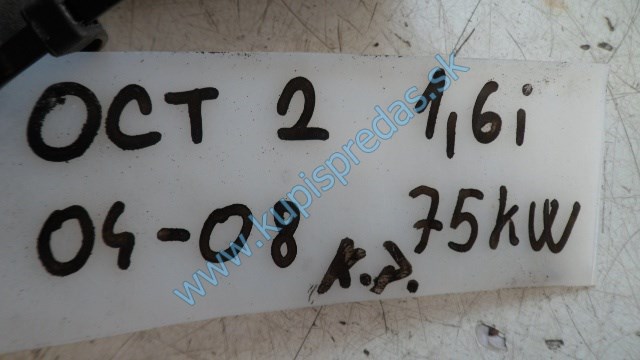 OCT 2 1,6i
04-08 75kW
K.D.
www.kupispredas.sk